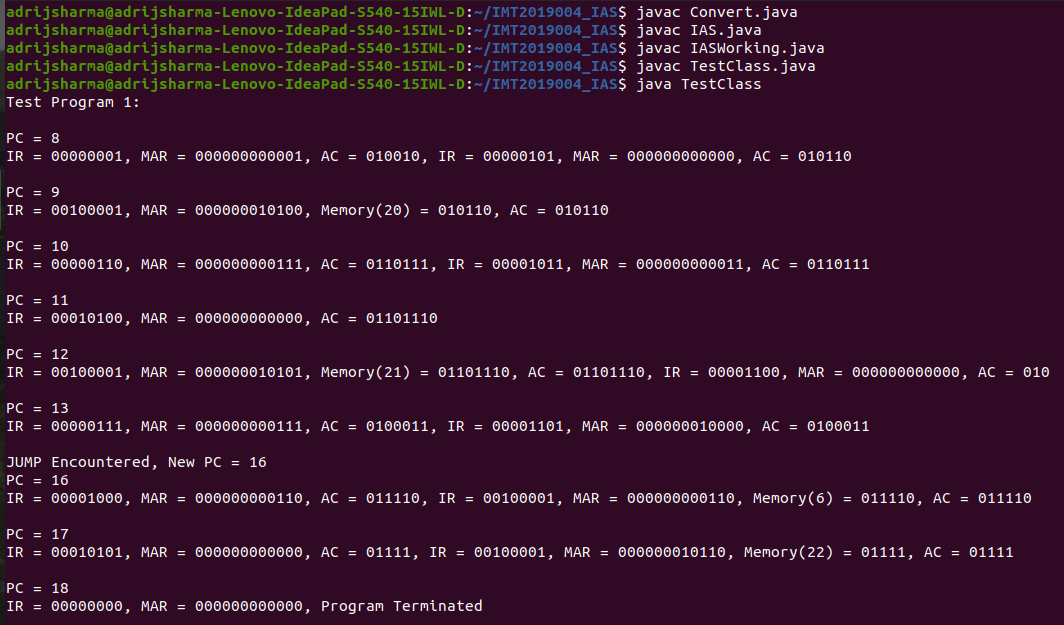 adrijsharma@adrijsharma-Lenovo-IdeaPad-S540-15IWL-D:~/IMT2019004_IAS$ javac Convert.java
adrijsharma@adrijsharma-Lenovo-IdeaPad-S540-15IWL-D:~/IMT2019004_IAS$ javac IAS.java
adrijsharma@adrijsharma-Lenovo-IdeaPad-S540-15IWL-D:~/IMT2019004_IAS$ javac IASWorking.java
adrijsharma@adrijsharma-Lenovo-IdeaPad-S540-15IWL-D:~/IMT2019004_IAS$ javac TestClass.java
adrijsharma@adrijsharma-Lenovo-IdeaPad-S540-15IWL-D:~/IMT2019004_IAS$ java TestClass
Test Program 1:

PC = 8
IR = 00000001, MAR = 000000000001, AC = 010010, IR = 00000101, MAR = 000000000000, AC = 010110

PC = 9
IR = 00100001, MAR = 000000010100, Memory(20) = 010110, AC = 010110

PC = 10
IR = 00000110, MAR = 000000000111, AC = 0110111, IR = 00001011, MAR = 000000000011, AC = 0110111

PC = 11
IR = 00010100, MAR = 000000000000, AC = 01101110

PC = 12
IR = 00100001, MAR = 000000010101, Memory(21) = 01101110, AC = 01101110, IR = 00001100, MAR = 000000000000, AC = 010

PC = 13
IR = 00000111, MAR = 000000000111, AC = 0100011, IR = 00001101, MAR = 000000010000, AC = 0100011

JUMP Encountered, New PC = 16
PC = 16
IR = 00001000, MAR = 000000000110, AC = 011110, IR = 00100001, MAR = 000000000110, Memory(6) = 011110, AC = 011110

PC = 17
IR = 00010101, MAR = 000000000000, AC = 01111, IR = 00100001, MAR = 000000010110, Memory(22) = 01111, AC = 01111

PC = 18
IR = 00000000, MAR = 000000000000, Program Terminated